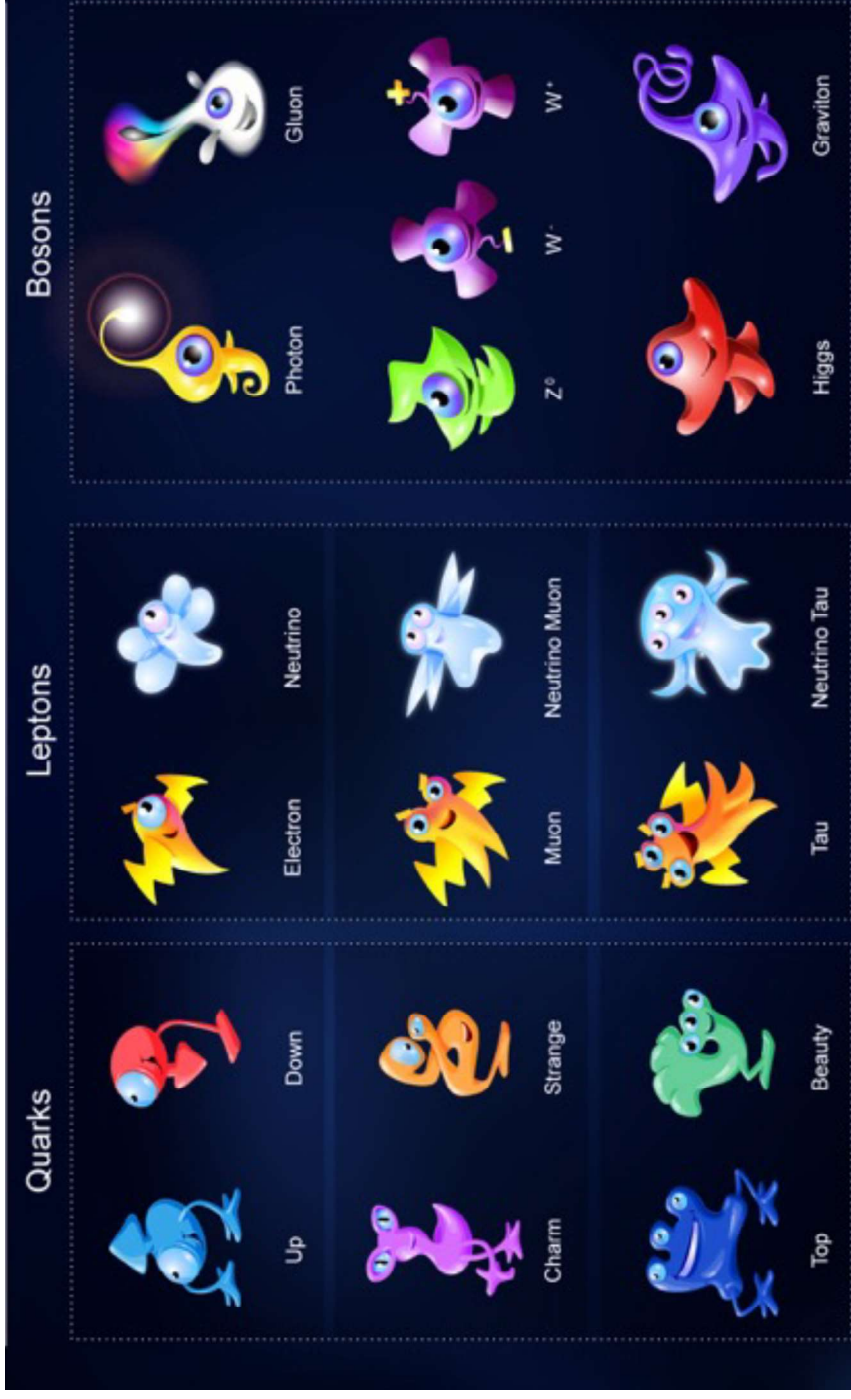 Quarks Leptons Bosons
Up Down Electron Neutrino Photon Gluon
Charm Strange Muon Neutrino Muon Z⁰ W⁻ W⁺
Top Beauty Tau Neutrino Tau Higgs Graviton